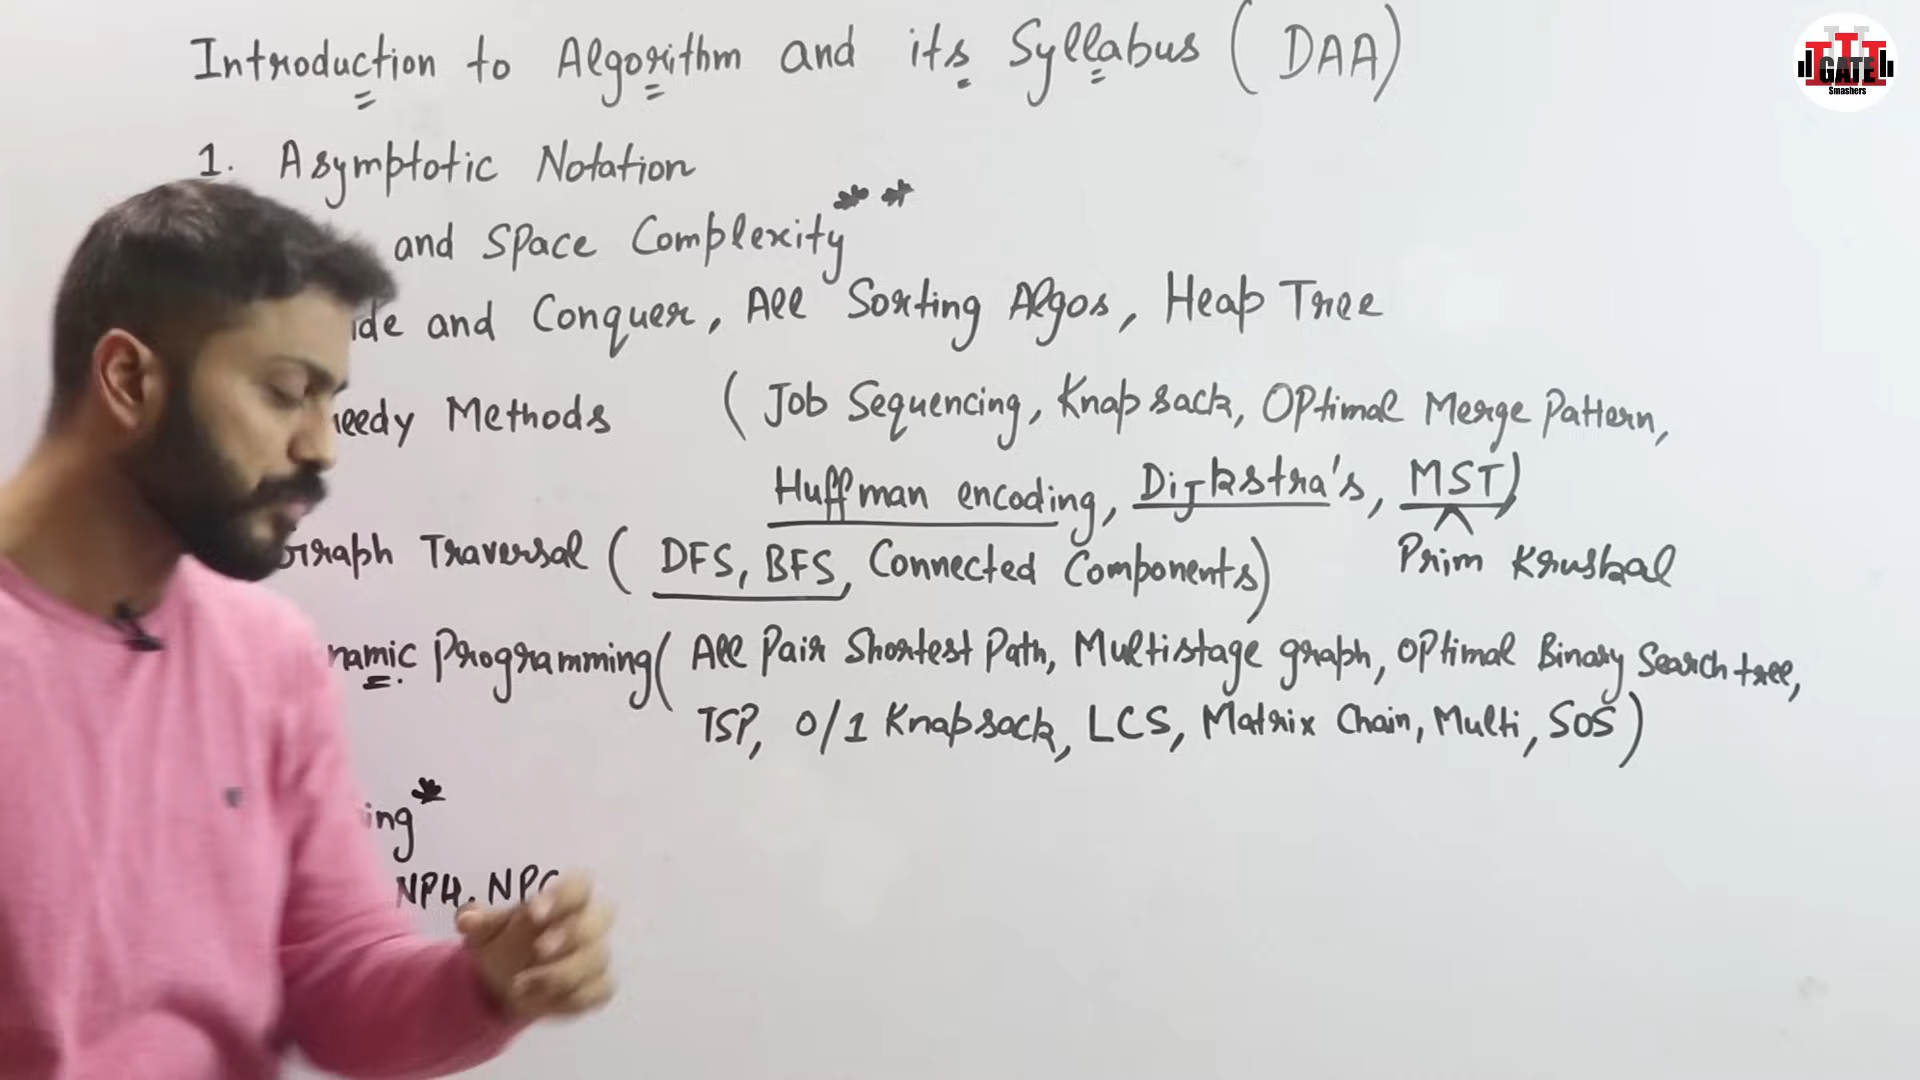 Introduction to Algorithm and its Syllabus (DAA)
GATE
Smashers
1. Asymptotic Notation
and Space Complexity**
ide and Conquer, All Sorting Algos, Heap Tree
eedy Methods (Job Sequencing, Knapsack, Optimal Merge Pattern,
Huffman encoding, Dijkstra's, MST)
Prim Kruskal
Graph Traversal (DFS, BFS, Connected Components)
namic Programming (All Pair Shortest Path, Multistage graph, Optimal Binary Search tree,
TSP, 0/1 Knapsack, LCS, Matrix Chain, Multi, SOS)
ing*
NPH, NPC